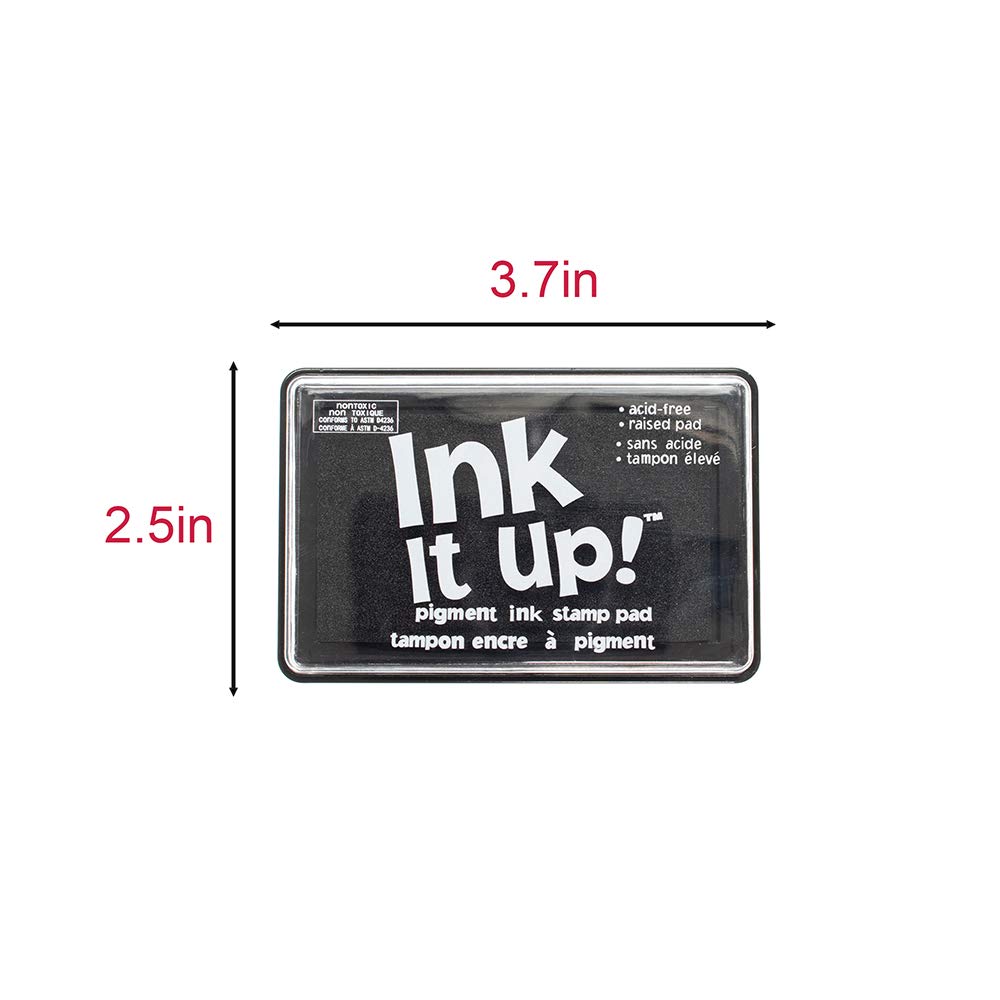 3.7in
2.5in
nontoxic
non toxique
conforms to ASTM D4236
conforme à ASTM D-4236
• acid-free
• raised pad
• sans acide
• tampon élevé
Ink
It up!™
pigment ink stamp pad
tampon encre à pigment